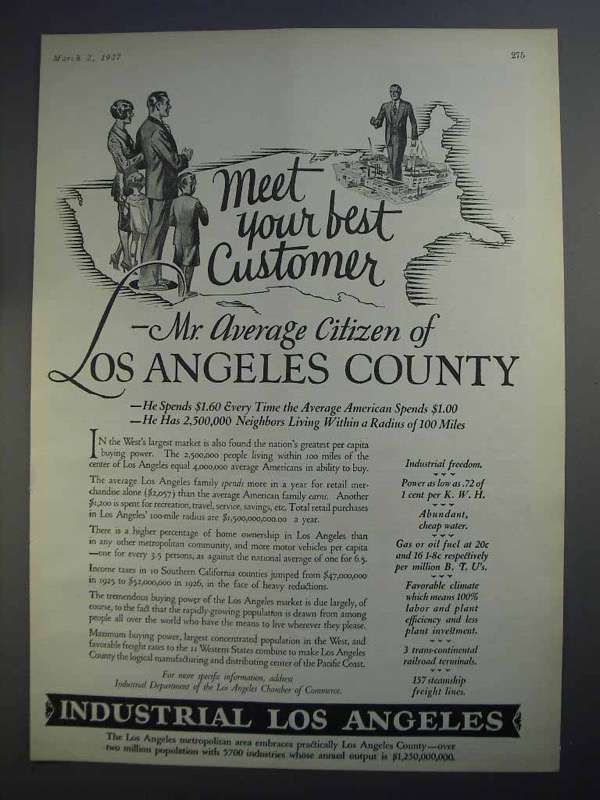 March 2, 1927
275
Meet
your best
Customer
—Mr. Average Citizen of
LOS ANGELES COUNTY
—He Spends $1.60 Every Time the Average American Spends $1.00
—He Has 2,500,000 Neighbors Living Within a Radius of 100 Miles
IN the West's largest market is also found the nation's greatest per capita
buying power. The 2,500,000 people living within 100 miles of the
center of Los Angeles equal 4,000,000 average Americans in ability to buy.
The average Los Angeles family spends more in a year for retail mer-
chandise alone ($2,057) than the average American family earns. Another
$1,200 is spent for recreation, travel, service, savings, etc. Total retail purchases
in Los Angeles' 100-mile radius are $1,500,000,000.00 a year.
There is a higher percentage of home ownership in Los Angeles than
in any other metropolitan community, and more motor vehicles per capita
—one for every 3.5 persons, as against the national average of one for 6.5.
Income taxes in 10 Southern California counties jumped from $47,000,000
in 1925 to $52,000,000 in 1926, in the face of heavy reductions.
The tremendous buying power of the Los Angeles market is due largely, of
course, to the fact that the rapidly-growing population is drawn from among
people all over the world who have the means to live wherever they please.
Maximum buying power, largest concentrated population in the West, and
favorable freight rates to the 11 Western States combine to make Los Angeles
County the logical manufacturing and distributing center of the Pacific Coast.
For more specific information, address
Industrial Department of the Los Angeles Chamber of Commerce.
Industrial freedom.
Power as low as .72 of
1 cent per K. W. H.
Abundant,
cheap water.
Gas or oil fuel at 20c
and 16 1-8c respectively
per million B. T. U's.
Favorable climate
which means 100%
labor and plant
efficiency and less
plant investment.
3 trans-continental
railroad terminals.
157 steamship
freight lines.
INDUSTRIAL LOS ANGELES
The Los Angeles metropolitan area embraces practically Los Angeles County—over
two million population with 5700 industries whose annual output is $1,250,000,000.